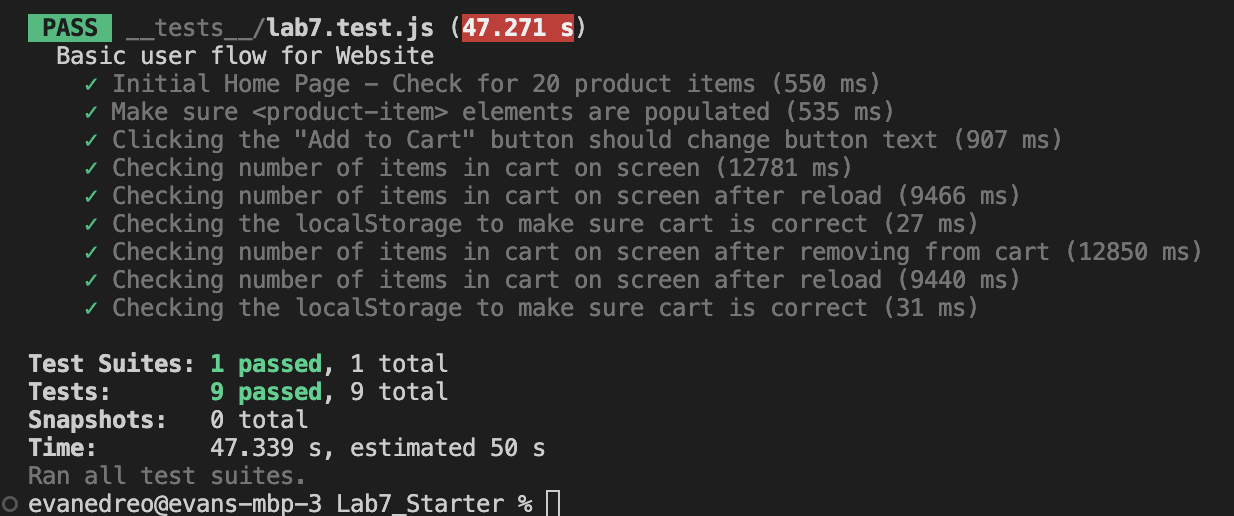 PASS __tests__/lab7.test.js (47.271 s)
Basic user flow for Website
✓ Initial Home Page – Check for 20 product items (550 ms)
✓ Make sure <product-item> elements are populated (535 ms)
✓ Clicking the "Add to Cart" button should change button text (907 ms)
✓ Checking number of items in cart on screen (12781 ms)
✓ Checking number of items in cart on screen after reload (9466 ms)
✓ Checking the localStorage to make sure cart is correct (27 ms)
✓ Checking number of items in cart on screen after removing from cart (12850 ms)
✓ Checking number of items in cart on screen after reload (9440 ms)
✓ Checking the localStorage to make sure cart is correct (31 ms)
Test Suites: 1 passed, 1 total
Tests: 9 passed, 9 total
Snapshots: 0 total
Time: 47.339 s, estimated 50 s
Ran all test suites.
evanedreo@evans-mbp-3 Lab7_Starter %